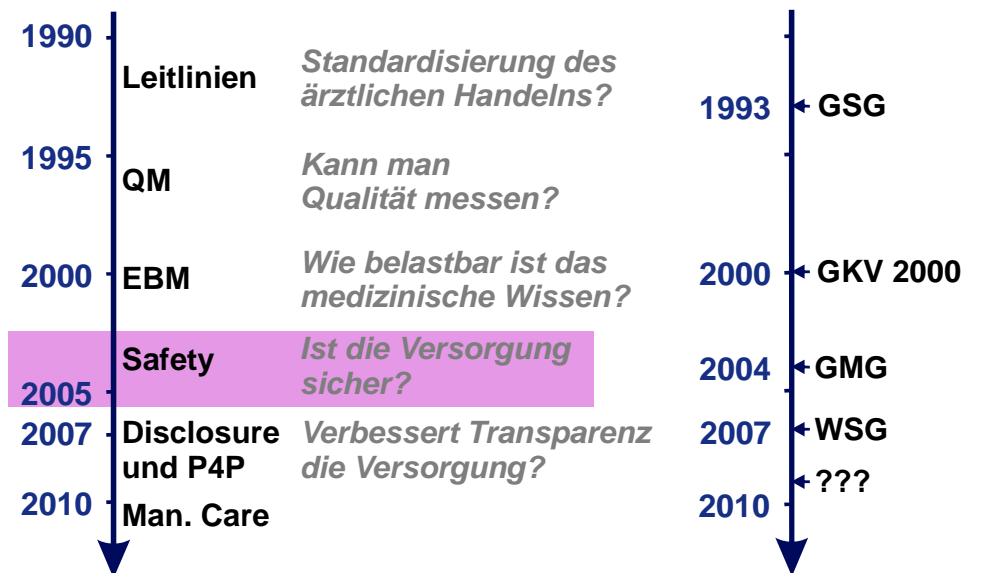 1990
Leitlinien
Standardisierung des
ärztlichen Handelns?
1995
QM
Kann man
Qualität messen?
2000
EBM
Wie belastbar ist das
medizinische Wissen?
Safety
Ist die Versorgung
sicher?
2005
2007
Disclosure
und P4P
Verbessert Transparenz
die Versorgung?
2010
Man. Care
1993
GSG
2000
GKV 2000
2004
GMG
2007
WSG
???
2010